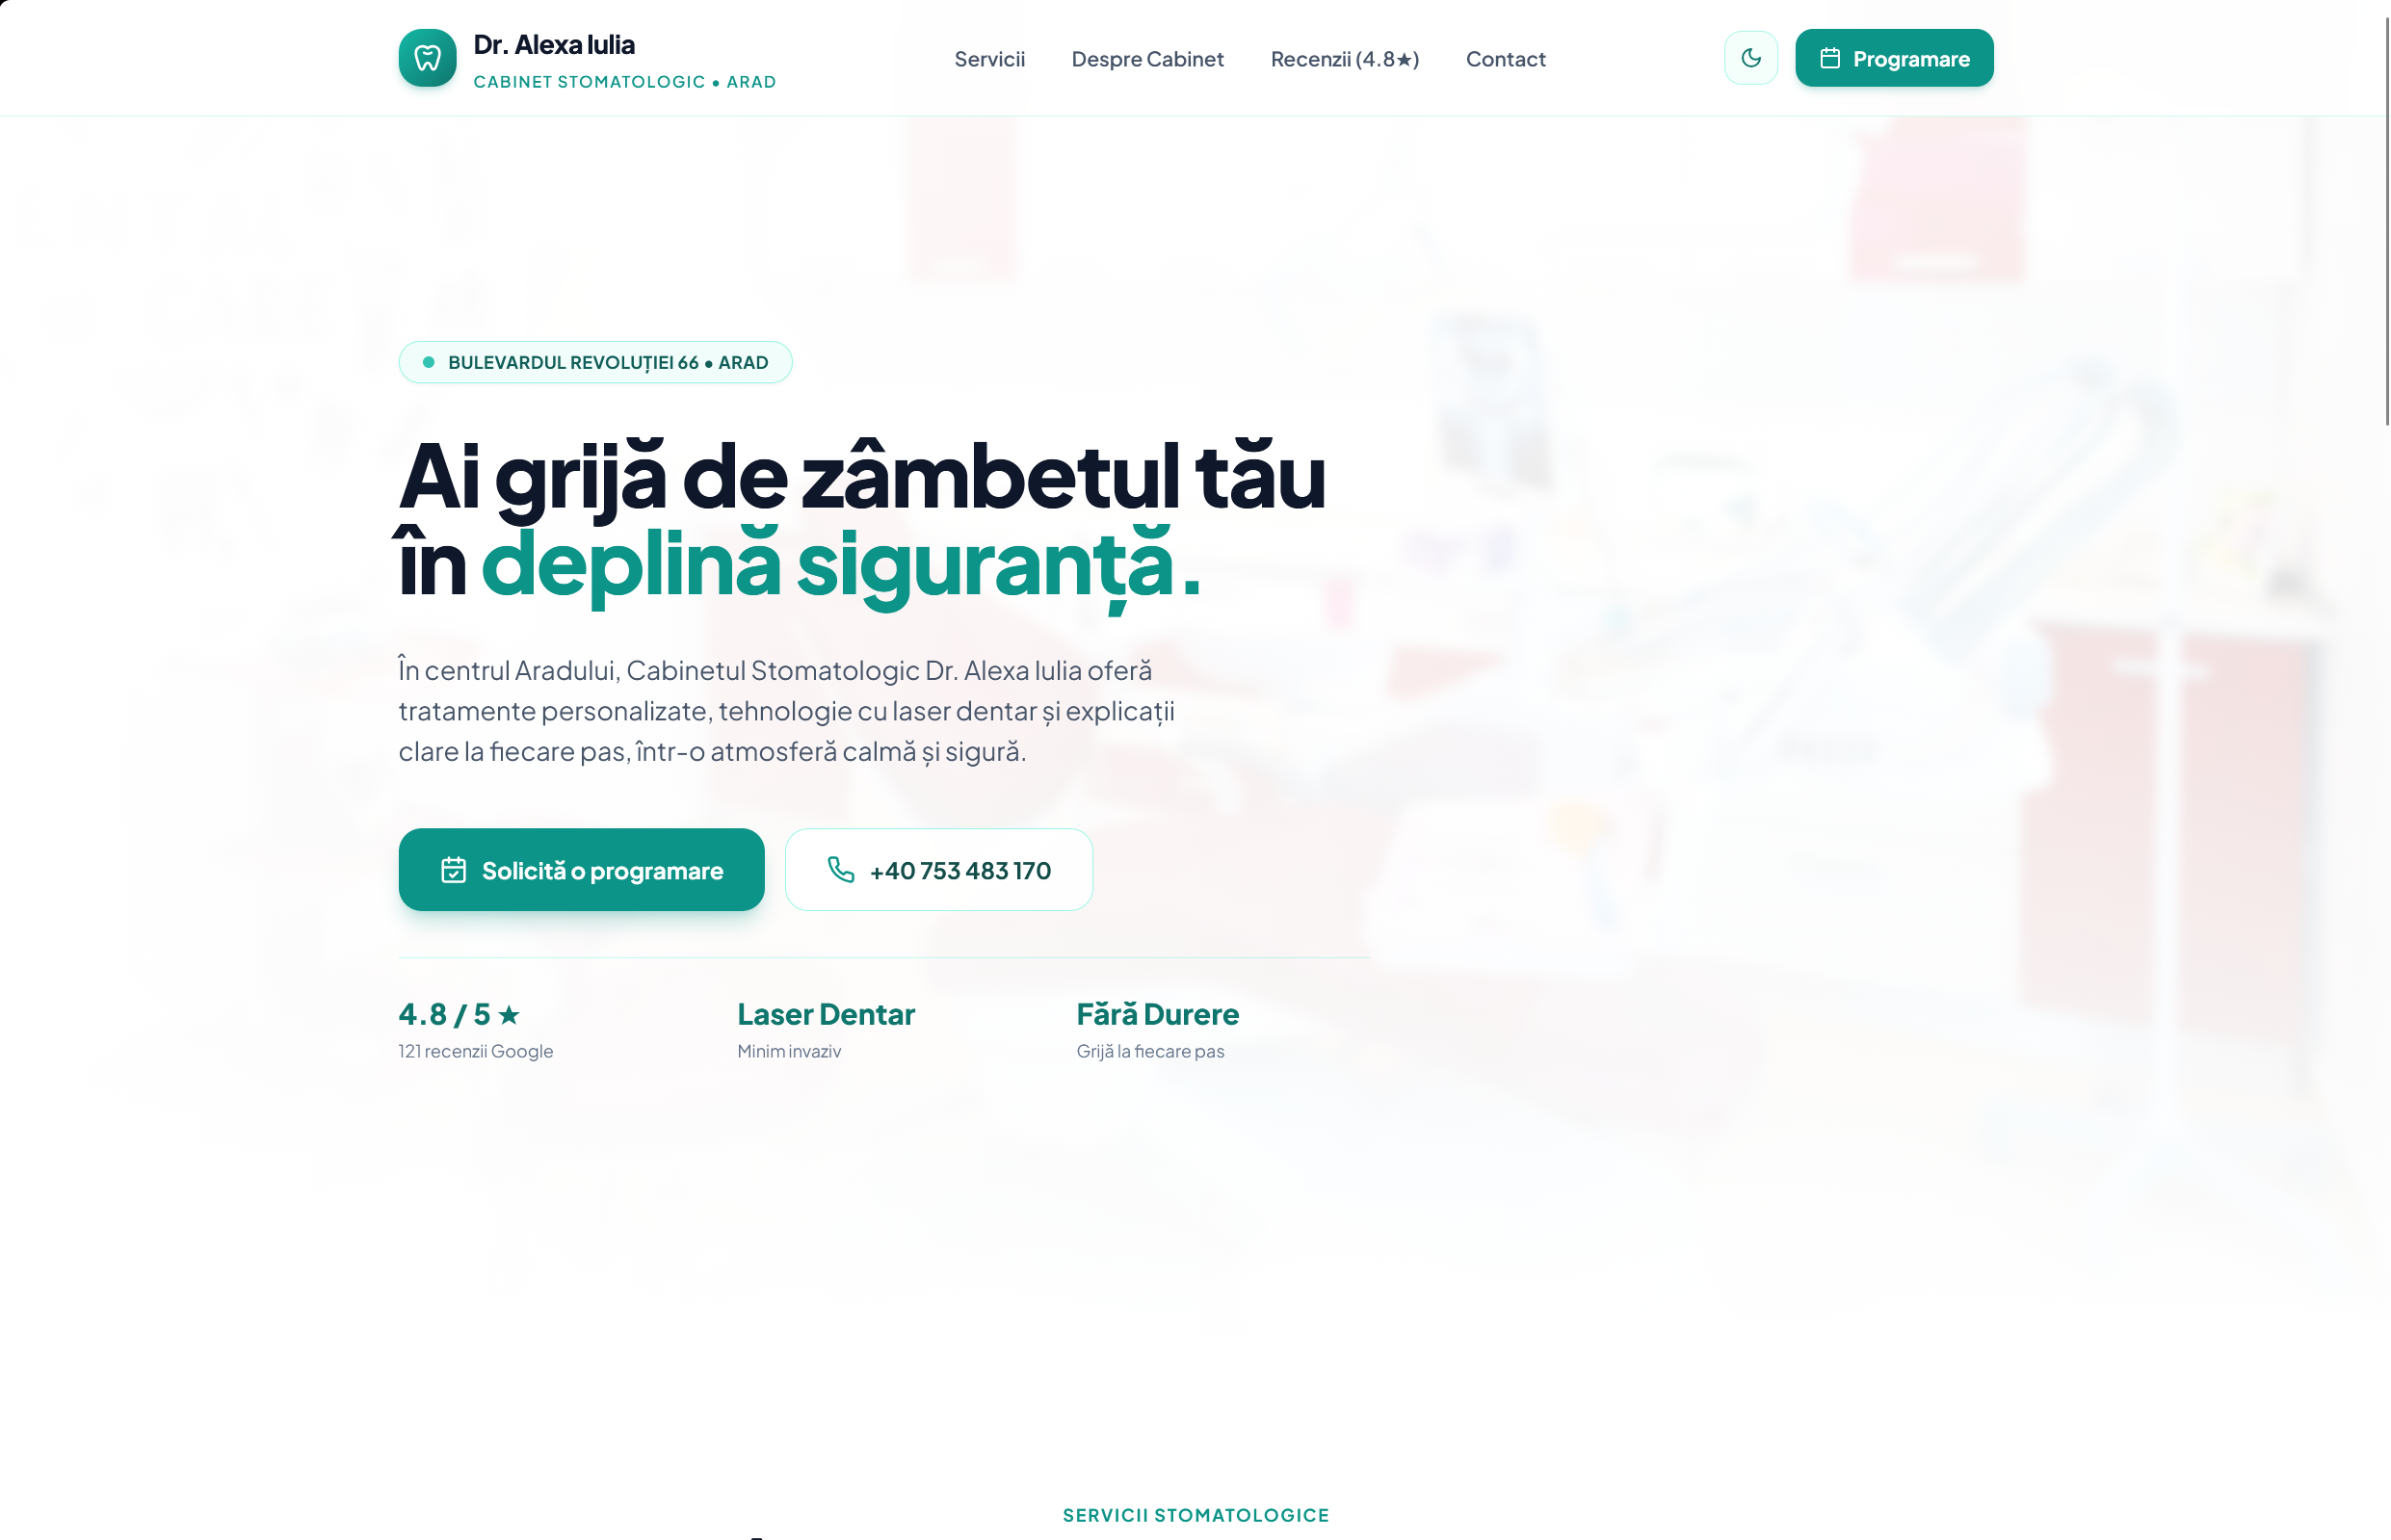 Dr. Alexa Iulia
CABINET STOMATOLOGIC • ARAD
Servicii
Despre Cabinet
Recenzii (4.8★)
Contact
Programare
BULEVARDUL REVOLUȚIEI 66 • ARAD
Ai grijă de zâmbetul tău
în deplină siguranță.
În centrul Aradului, Cabinetul Stomatologic Dr. Alexa Iulia oferă
tratamente personalizate, tehnologie cu laser dentar și explicații
clare la fiecare pas, într-o atmosferă calmă și sigură.
Solicită o programare
+40 753 483 170
4.8 / 5 ★
121 recenzii Google
Laser Dentar
Minim invaziv
Fără Durere
Grijă la fiecare pas
SERVICII STOMATOLOGICE